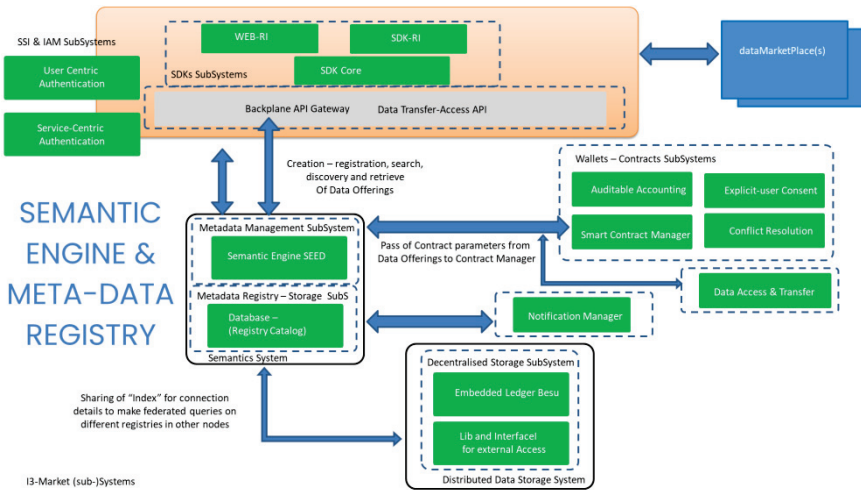 SSI & IAM SubSystems
User Centric
Authentication
Service-Centric
Authentication
WEB-RI
SDK-RI
SDK Core
SDKs SubSystems
Backplane API Gateway
Data Transfer-Access API
dataMarketPlace(s)
Creation – registration, search,
discovery and retrieve
Of Data Offerings
Wallets – Contracts SubSystems
Auditable Accounting
Explicit-user Consent
Smart Contract Manager
Conflict Resolution
SEMANTIC
ENGINE &
META-DATA
REGISTRY
Metadata Management SubSystem
Semantic Engine SEED
Pass of Contract parameters from
Data Offerings to Contract Manager
Data Access & Transfer
Metadata Registry – Storage SubS
Database –
(Registry Catalog)
Semantics System
Notification Manager
Decentralised Storage SubSystem
Embedded Ledger Besu
Lib and Interfacel
for external Access
Distributed Data Storage System
Sharing of "Index" for connection
details to make federated queries on
different registries in other nodes
I3-Market (sub-)Systems